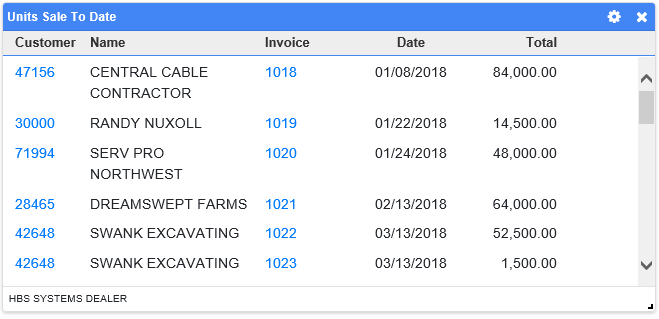 Units Sale To Date
Customer Name Invoice Date Total
47156 CENTRAL CABLE 1018 01/08/2018 84,000.00
CONTRACTOR
30000 RANDY NUXOLL 1019 01/22/2018 14,500.00
71994 SERV PRO 1020 01/24/2018 48,000.00
NORTHWEST
28465 DREAMSWEPT FARMS 1021 02/13/2018 64,000.00
42648 SWANK EXCAVATING 1022 03/13/2018 52,500.00
42648 SWANK EXCAVATING 1023 03/13/2018 1,500.00
HBS SYSTEMS DEALER